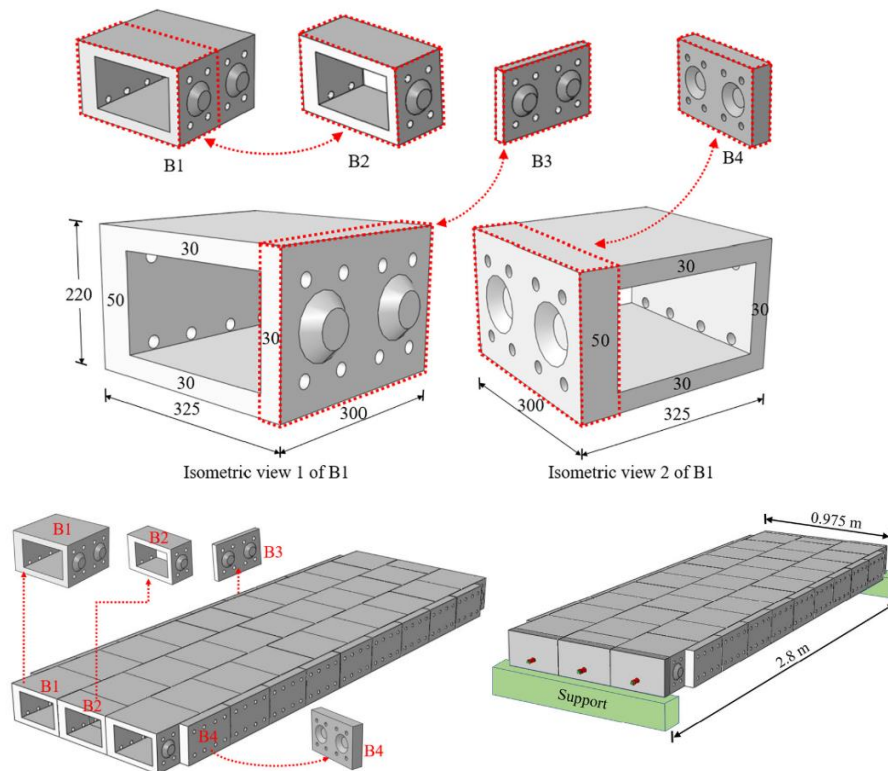 B1
B2
B3
B4
220
50
30
30
30
325
300
Isometric view 1 of B1
30
50
30
30
300
325
Isometric view 2 of B1
B1
B2
B3
B1
B2
B4
B4
0.975 m
2.8 m
Support